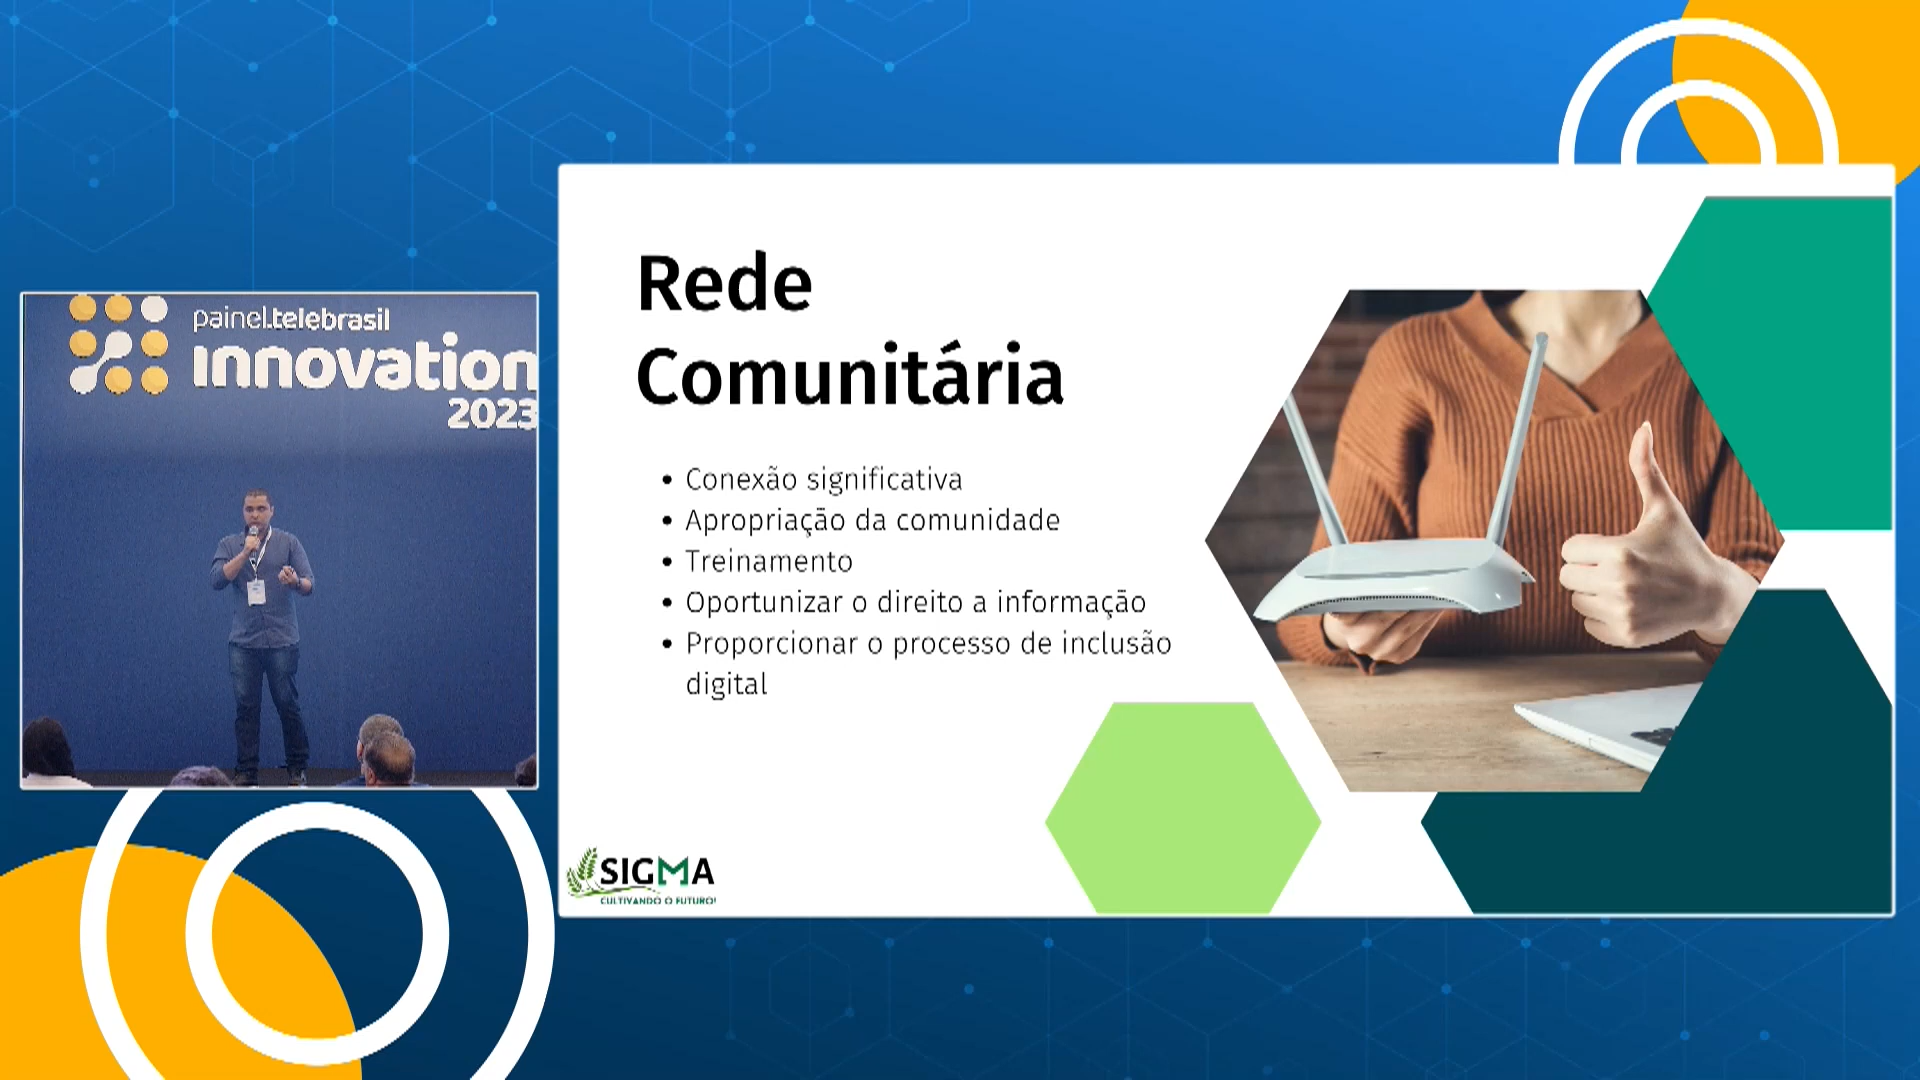 painel.telebrasil
innovation
2023
Rede
Comunitária
• Conexão significativa
• Apropriação da comunidade
• Treinamento
• Oportunizar o direito a informação
• Proporcionar o processo de inclusão
digital
SIGMA
CULTIVANDO O FUTURO!